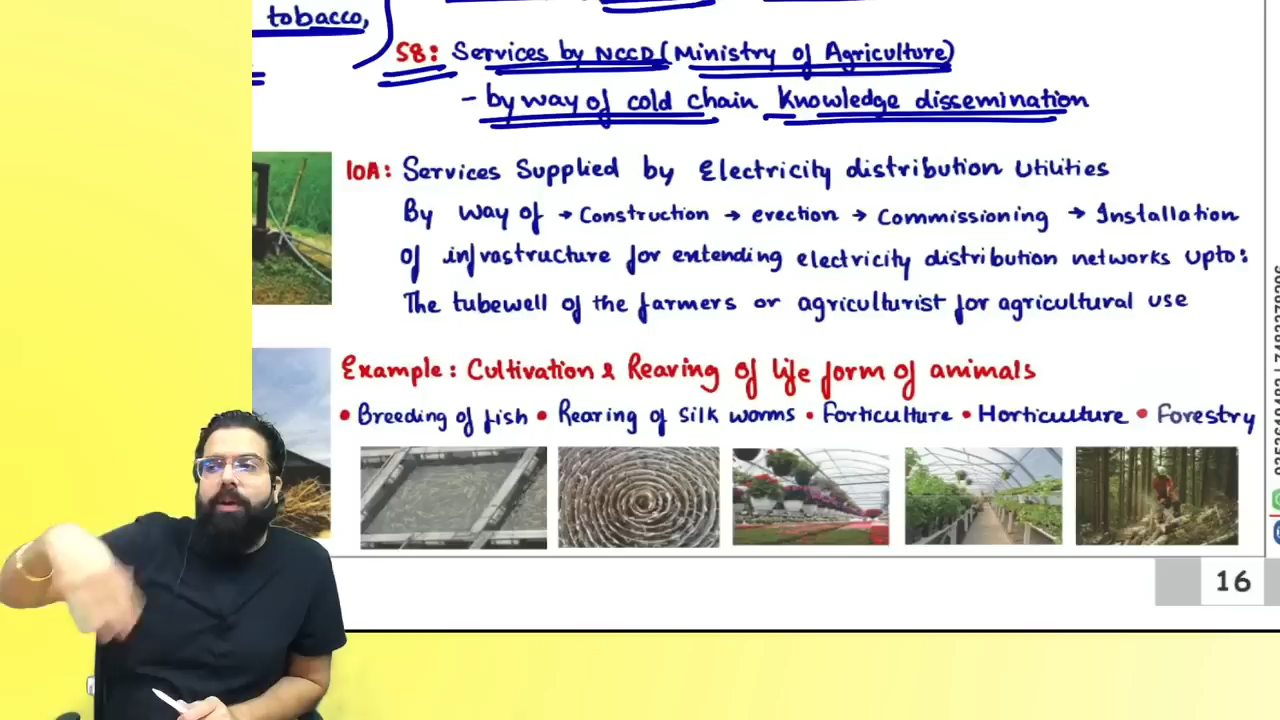 tobacco,
58: Services by NCCD (Ministry of Agriculture)
- by way of cold chain Knowledge dissemination
10A: Services Supplied by Electricity distribution Utilities
By way of → Construction → erection → Commissioning → Installation
Of infrastructure for extending electricity distribution networks upto:
The tubewell of the farmers or agriculturist for agricultural use
Example: Cultivation & Rearing of life form of animals
• Breeding of fish • Rearing of Silk worms • Forticulture • Horticulture • Forestry
16